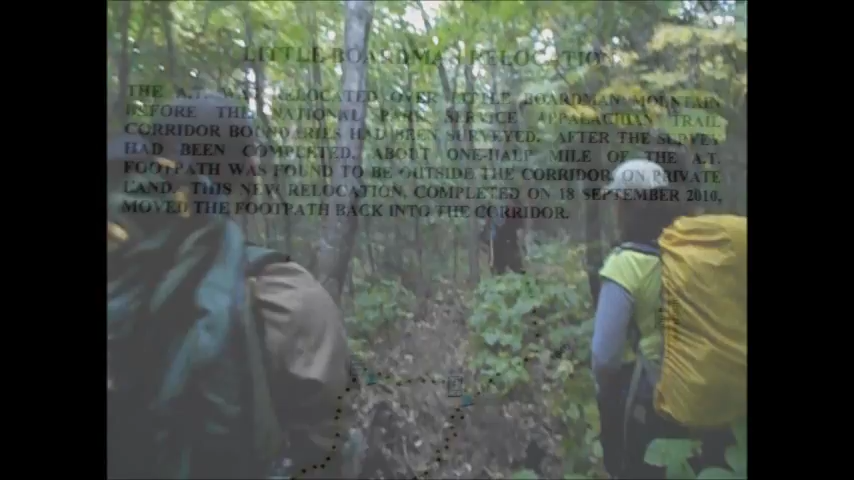 LITTLE BOARDMAN RELOCATION
THE A.T. WAS RELOCATED OVER LITTLE BOARDMAN MOUNTAIN
BEFORE THE NATIONAL PARK SERVICE APPALACHIAN TRAIL
CORRIDOR BOUNDARIES HAD BEEN SURVEYED. AFTER THE SURVEY
HAD BEEN COMPLETED, ABOUT ONE-HALF MILE OF THE A.T.
FOOTPATH WAS FOUND TO BE OUTSIDE THE CORRIDOR, ON PRIVATE
LAND. THIS NEW RELOCATION, COMPLETED ON 18 SEPTEMBER 2010,
MOVED THE FOOTPATH BACK INTO THE CORRIDOR.